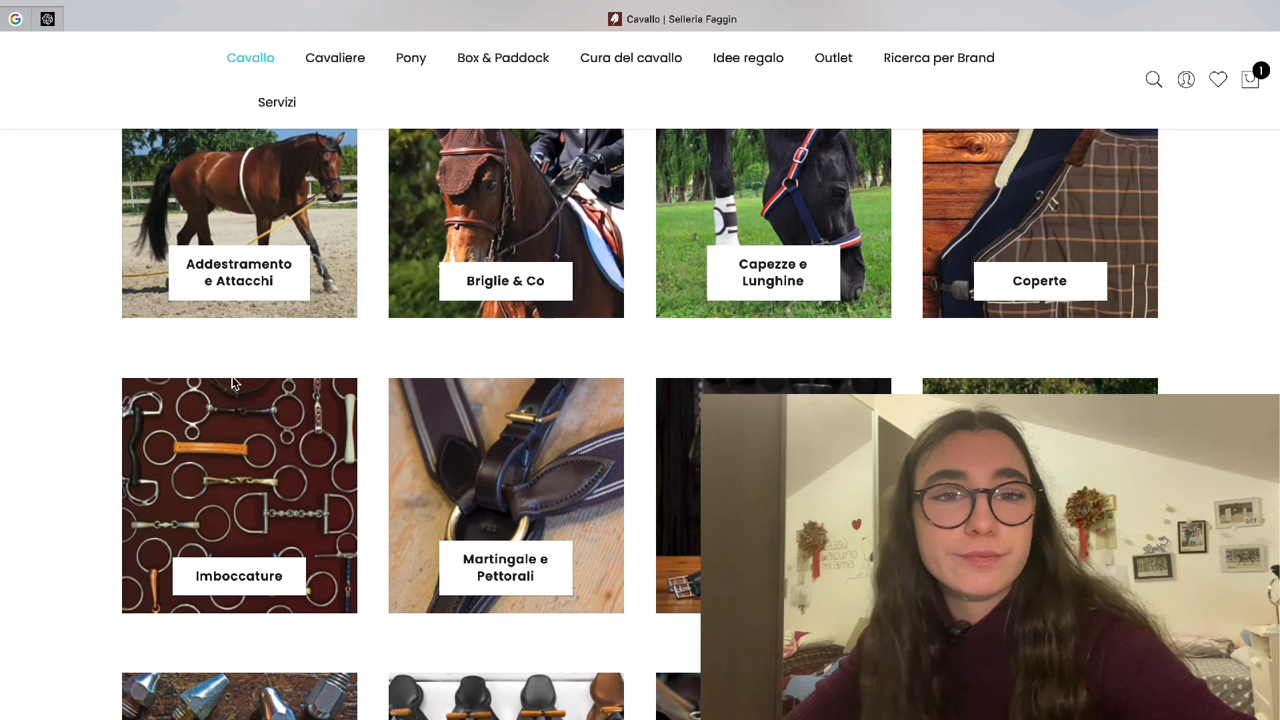 Cavallo | Selleria Faggin
Cavallo Cavaliere Pony Box & Paddock Cura del cavallo Idee regalo Outlet Ricerca per Brand
1
Servizi
Addestramento
e Attacchi
Briglie & Co
Capezze e
Lunghine
Coperte
Imboccature
Martingale e
Pettorali